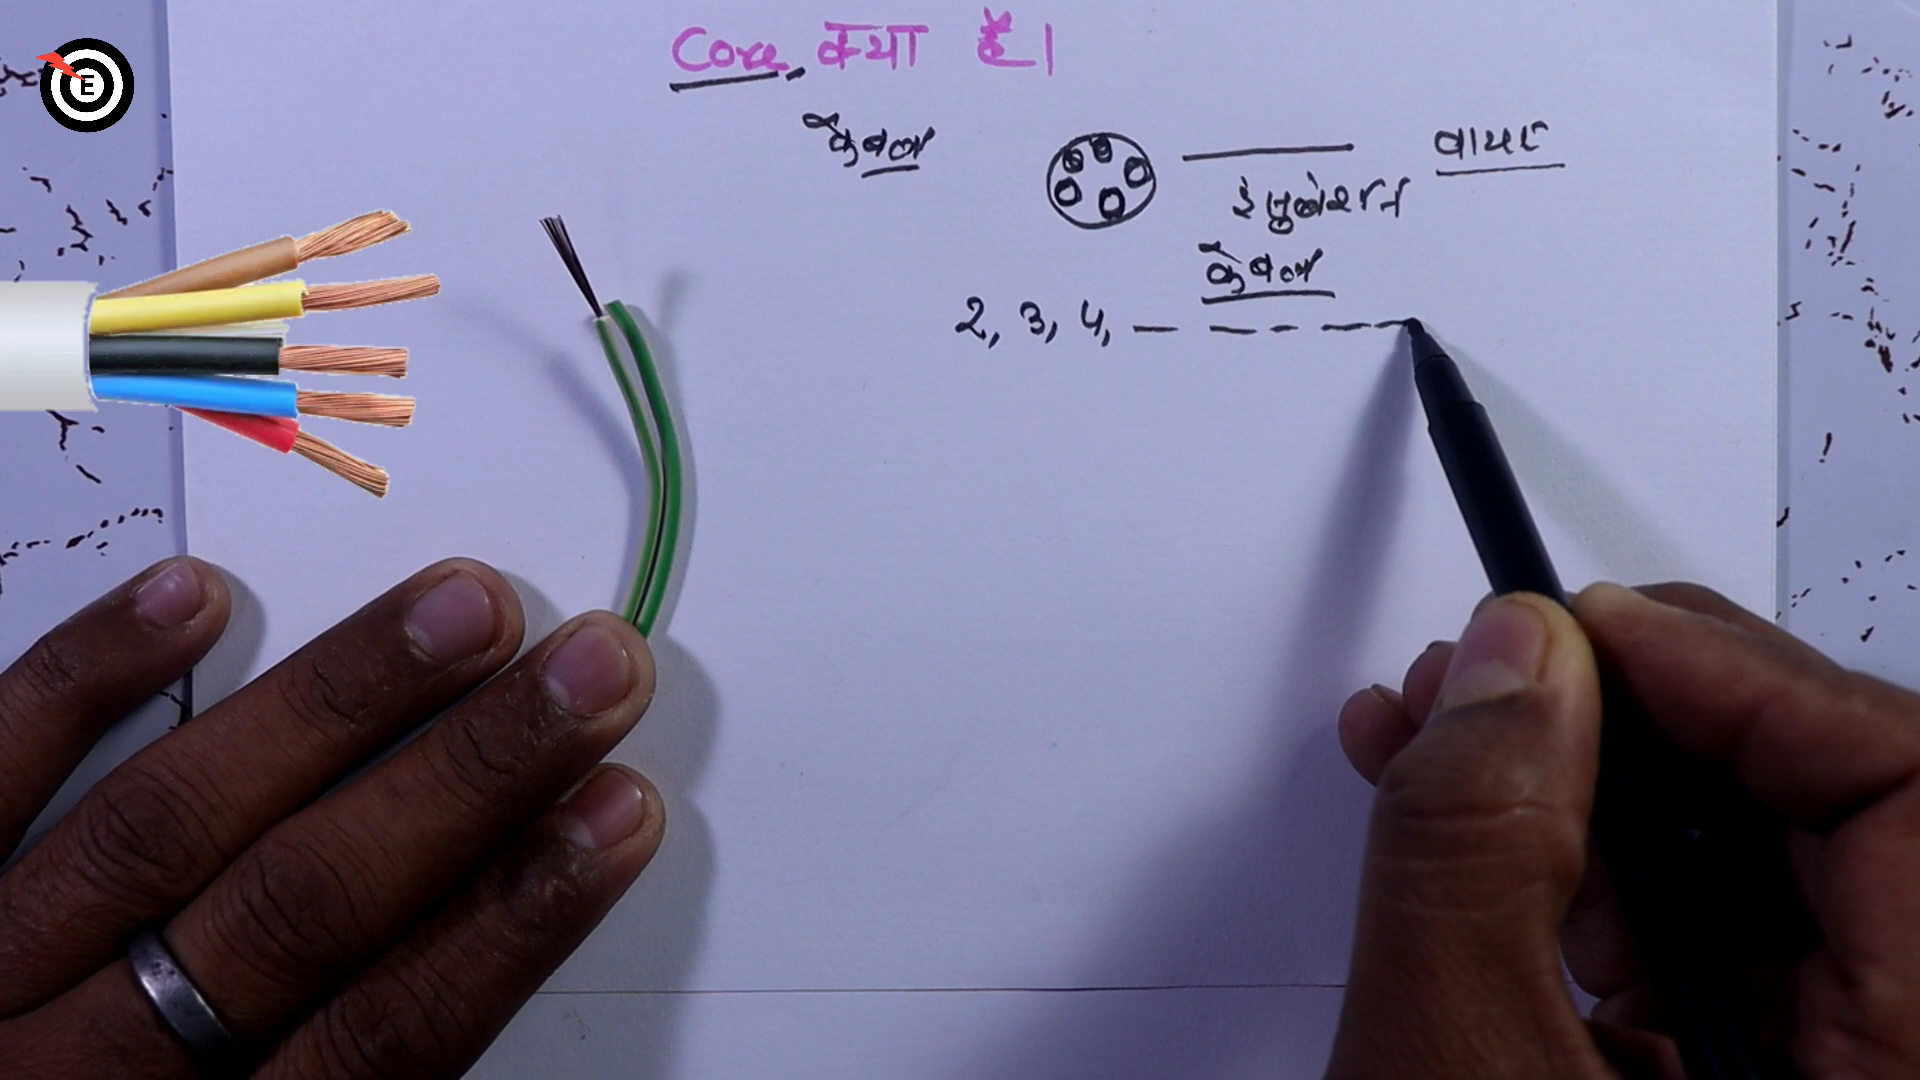 E
Core क्या है।
केबल
वायर
इंसुलेशन
केबल
2, 3, 4, — — - — -